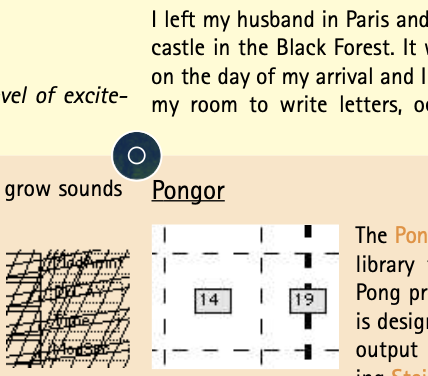 I left my husband in Paris and
castle in the Black Forest. It
on the day of my arrival and I
my room to write letters,
vel of excite-
grow sounds
Pongor
14
19
The Pon
library
Pong pr
is design
output
ing Stei